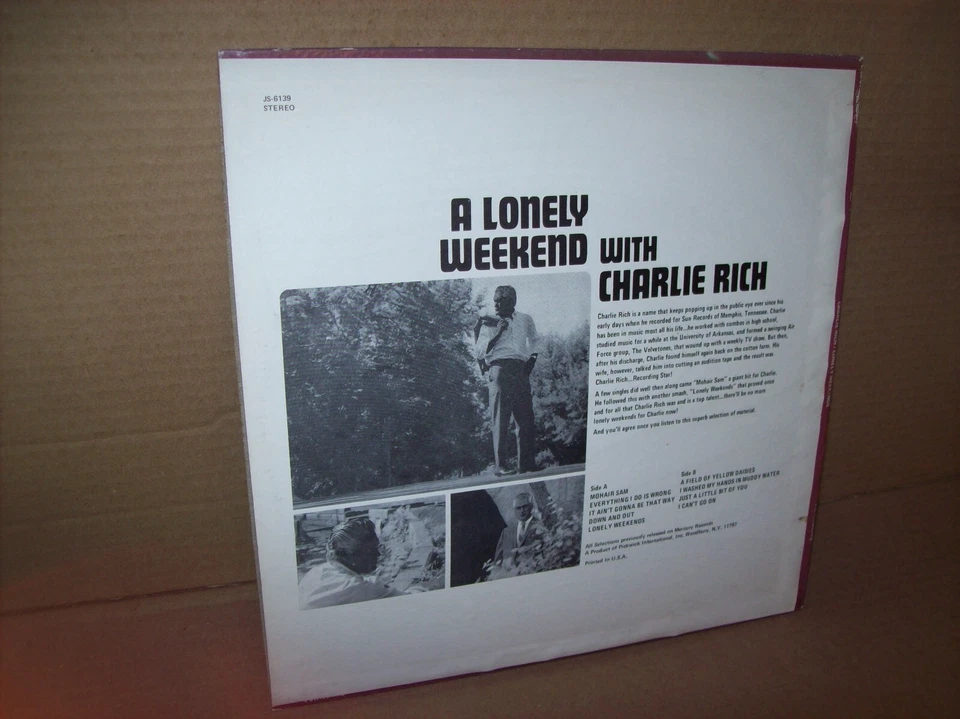 JS-6139
STEREO
A LONELY
WEEKEND WITH
CHARLIE RICH
Charlie Rich is a name that keeps popping up in the public eye ever since his
early days when he recorded for Sun Records of Memphis, Tennessee. Charlie
has been in music most all his life...he worked with combos in high school,
studied music for a while at the University of Arkansas, and formed a swinging Air
Force group, The Velvetones, that wound up with a weekly TV show. But then,
after his discharge, Charlie found himself again back on the cotton farm. His
wife, however, talked him into cutting an audition tape and the result was
Charlie Rich...Recording Star!
A few singles did well then along came "Mohair Sam" a giant hit for Charlie.
He followed this with another smash, "Lonely Weekends" that proved once
and for all that Charlie Rich was and is a top talent...there'll be no more
lonely weekends for Charlie now!
And you'll agree once you listen to this superb selection of material.
Side A
MOHAIR SAM
EVERYTHING I DO IS WRONG
IT AIN'T GONNA BE THAT WAY
DOWN AND OUT
LONELY WEEKENDS
Side B
A FIELD OF YELLOW DAISIES
I WASHED MY HANDS IN MUDDY WATER
JUST A LITTLE BIT OF YOU
I CAN'T GO ON
All Selections previously released on Mercury Records
A Product of Pickwick International, Inc. Woodbury, N.Y. 11797
Printed in U.S.A.